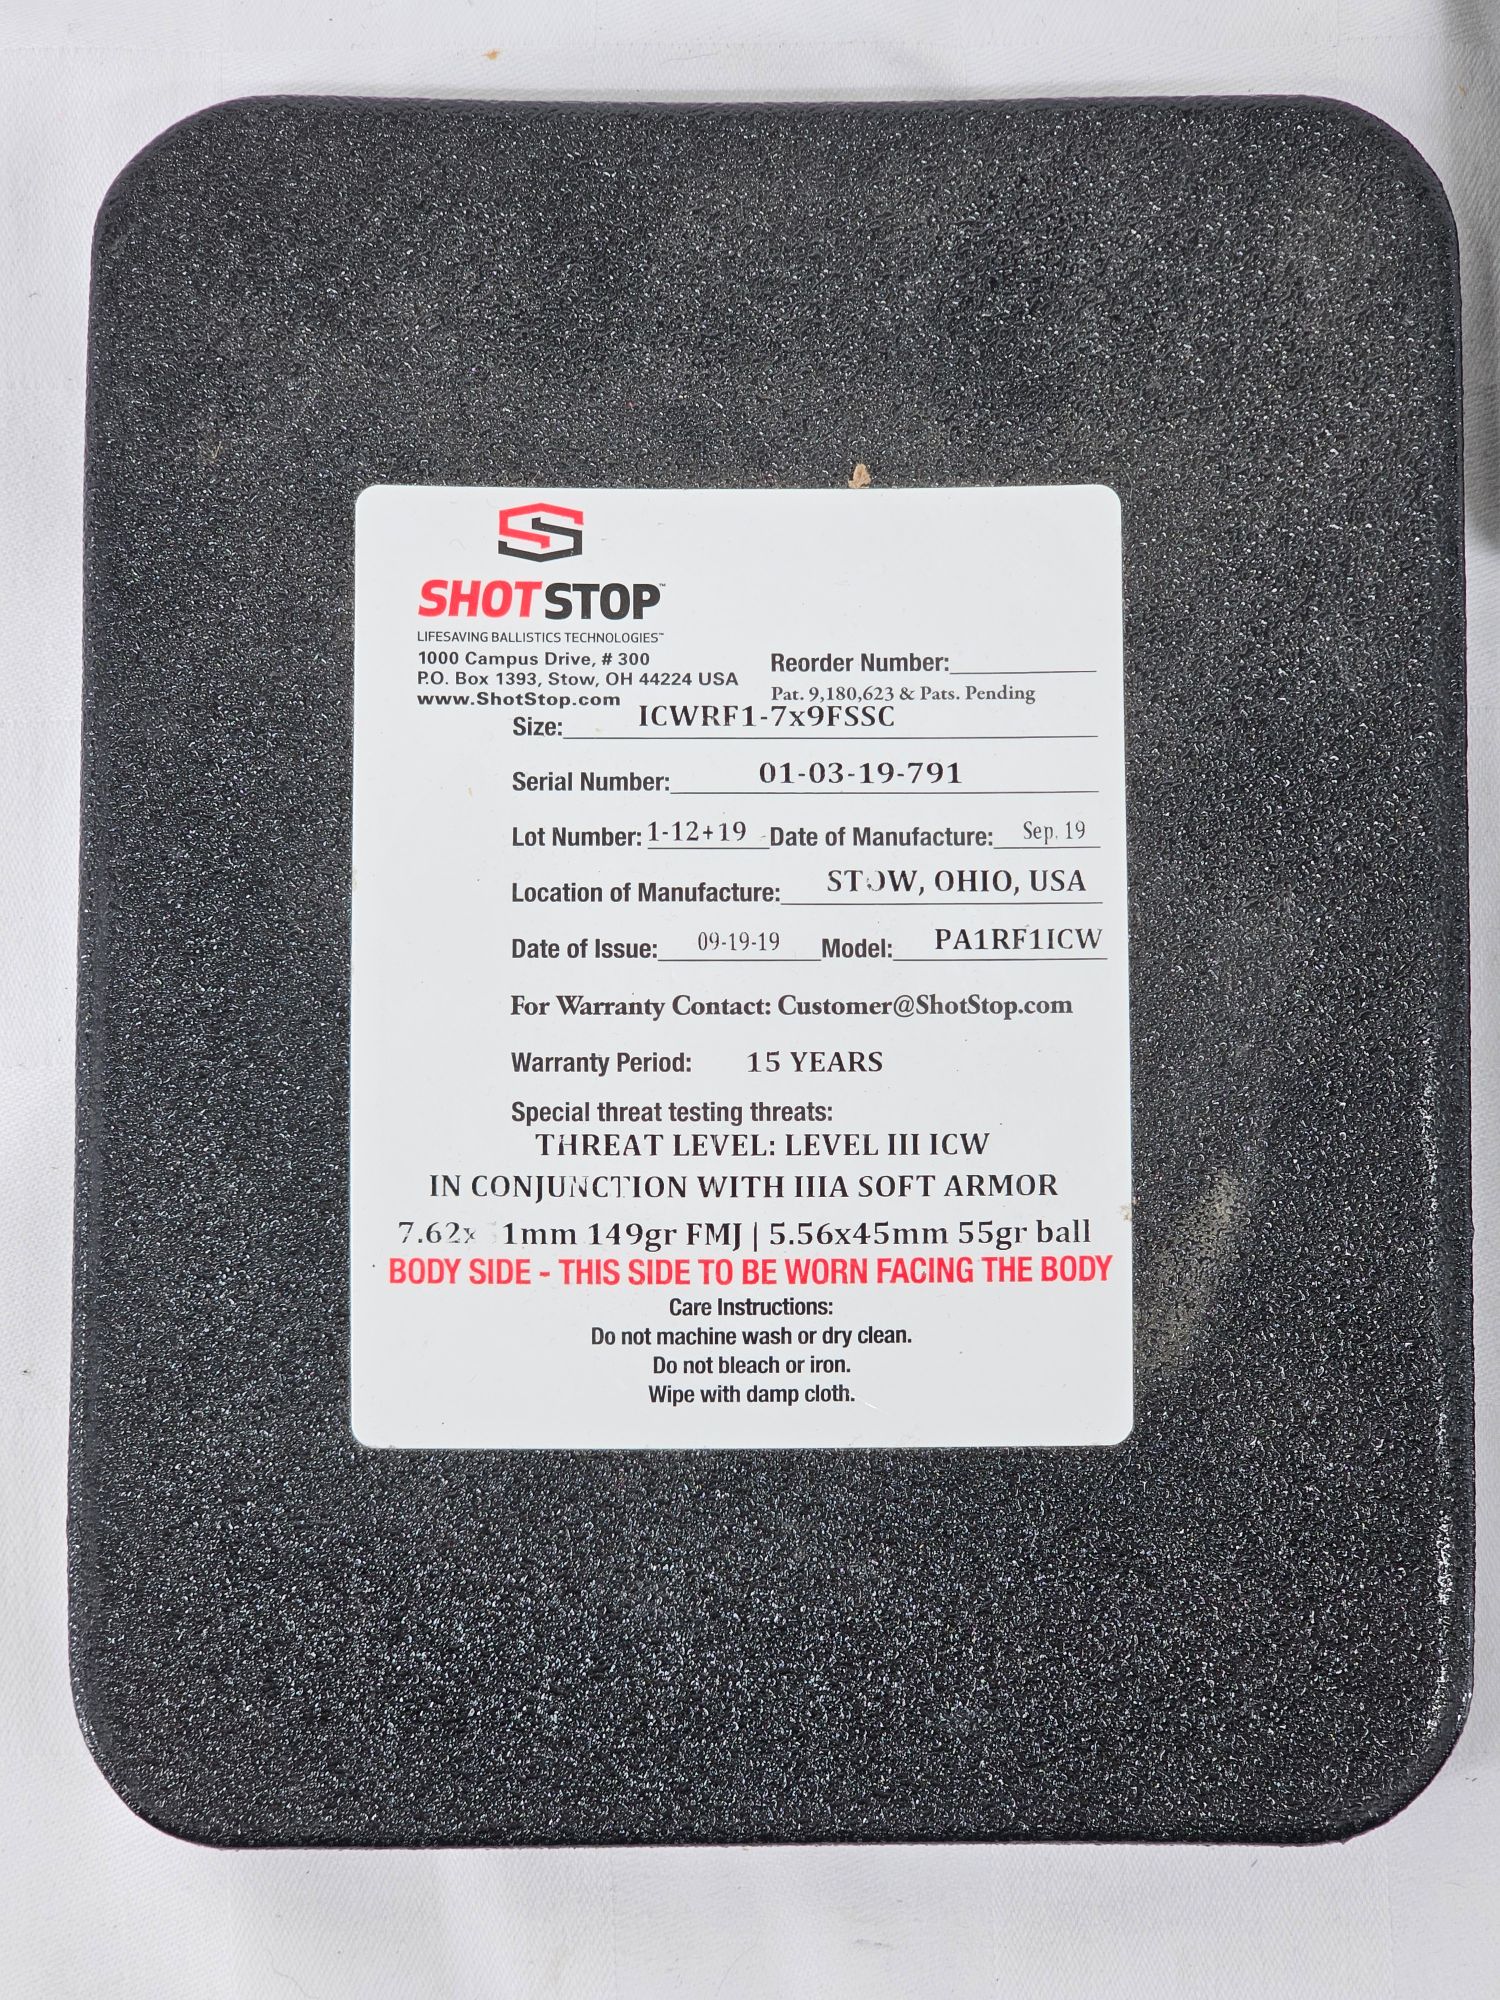 SHOTSTOP™
LIFESAVING BALLISTICS TECHNOLOGIES™
1000 Campus Drive, # 300
P.O. Box 1393, Stow, OH 44224 USA
www.ShotStop.com
Reorder Number:
Pat. 9,180,623 & Pats. Pending
Size: ICWRF1-7x9FSSC
Serial Number: 01-03-19-791
Lot Number: 1-12+19 Date of Manufacture: Sep. 19
Location of Manufacture: STOW, OHIO, USA
Date of Issue: 09-19-19 Model: PA1RF1ICW
For Warranty Contact: Customer@ShotStop.com
Warranty Period: 15 YEARS
Special threat testing threats:
THREAT LEVEL: LEVEL III ICW
IN CONJUNCTION WITH IIIA SOFT ARMOR
7.62x51mm 149gr FMJ | 5.56x45mm 55gr ball
BODY SIDE - THIS SIDE TO BE WORN FACING THE BODY
Care Instructions:
Do not machine wash or dry clean.
Do not bleach or iron.
Wipe with damp cloth.